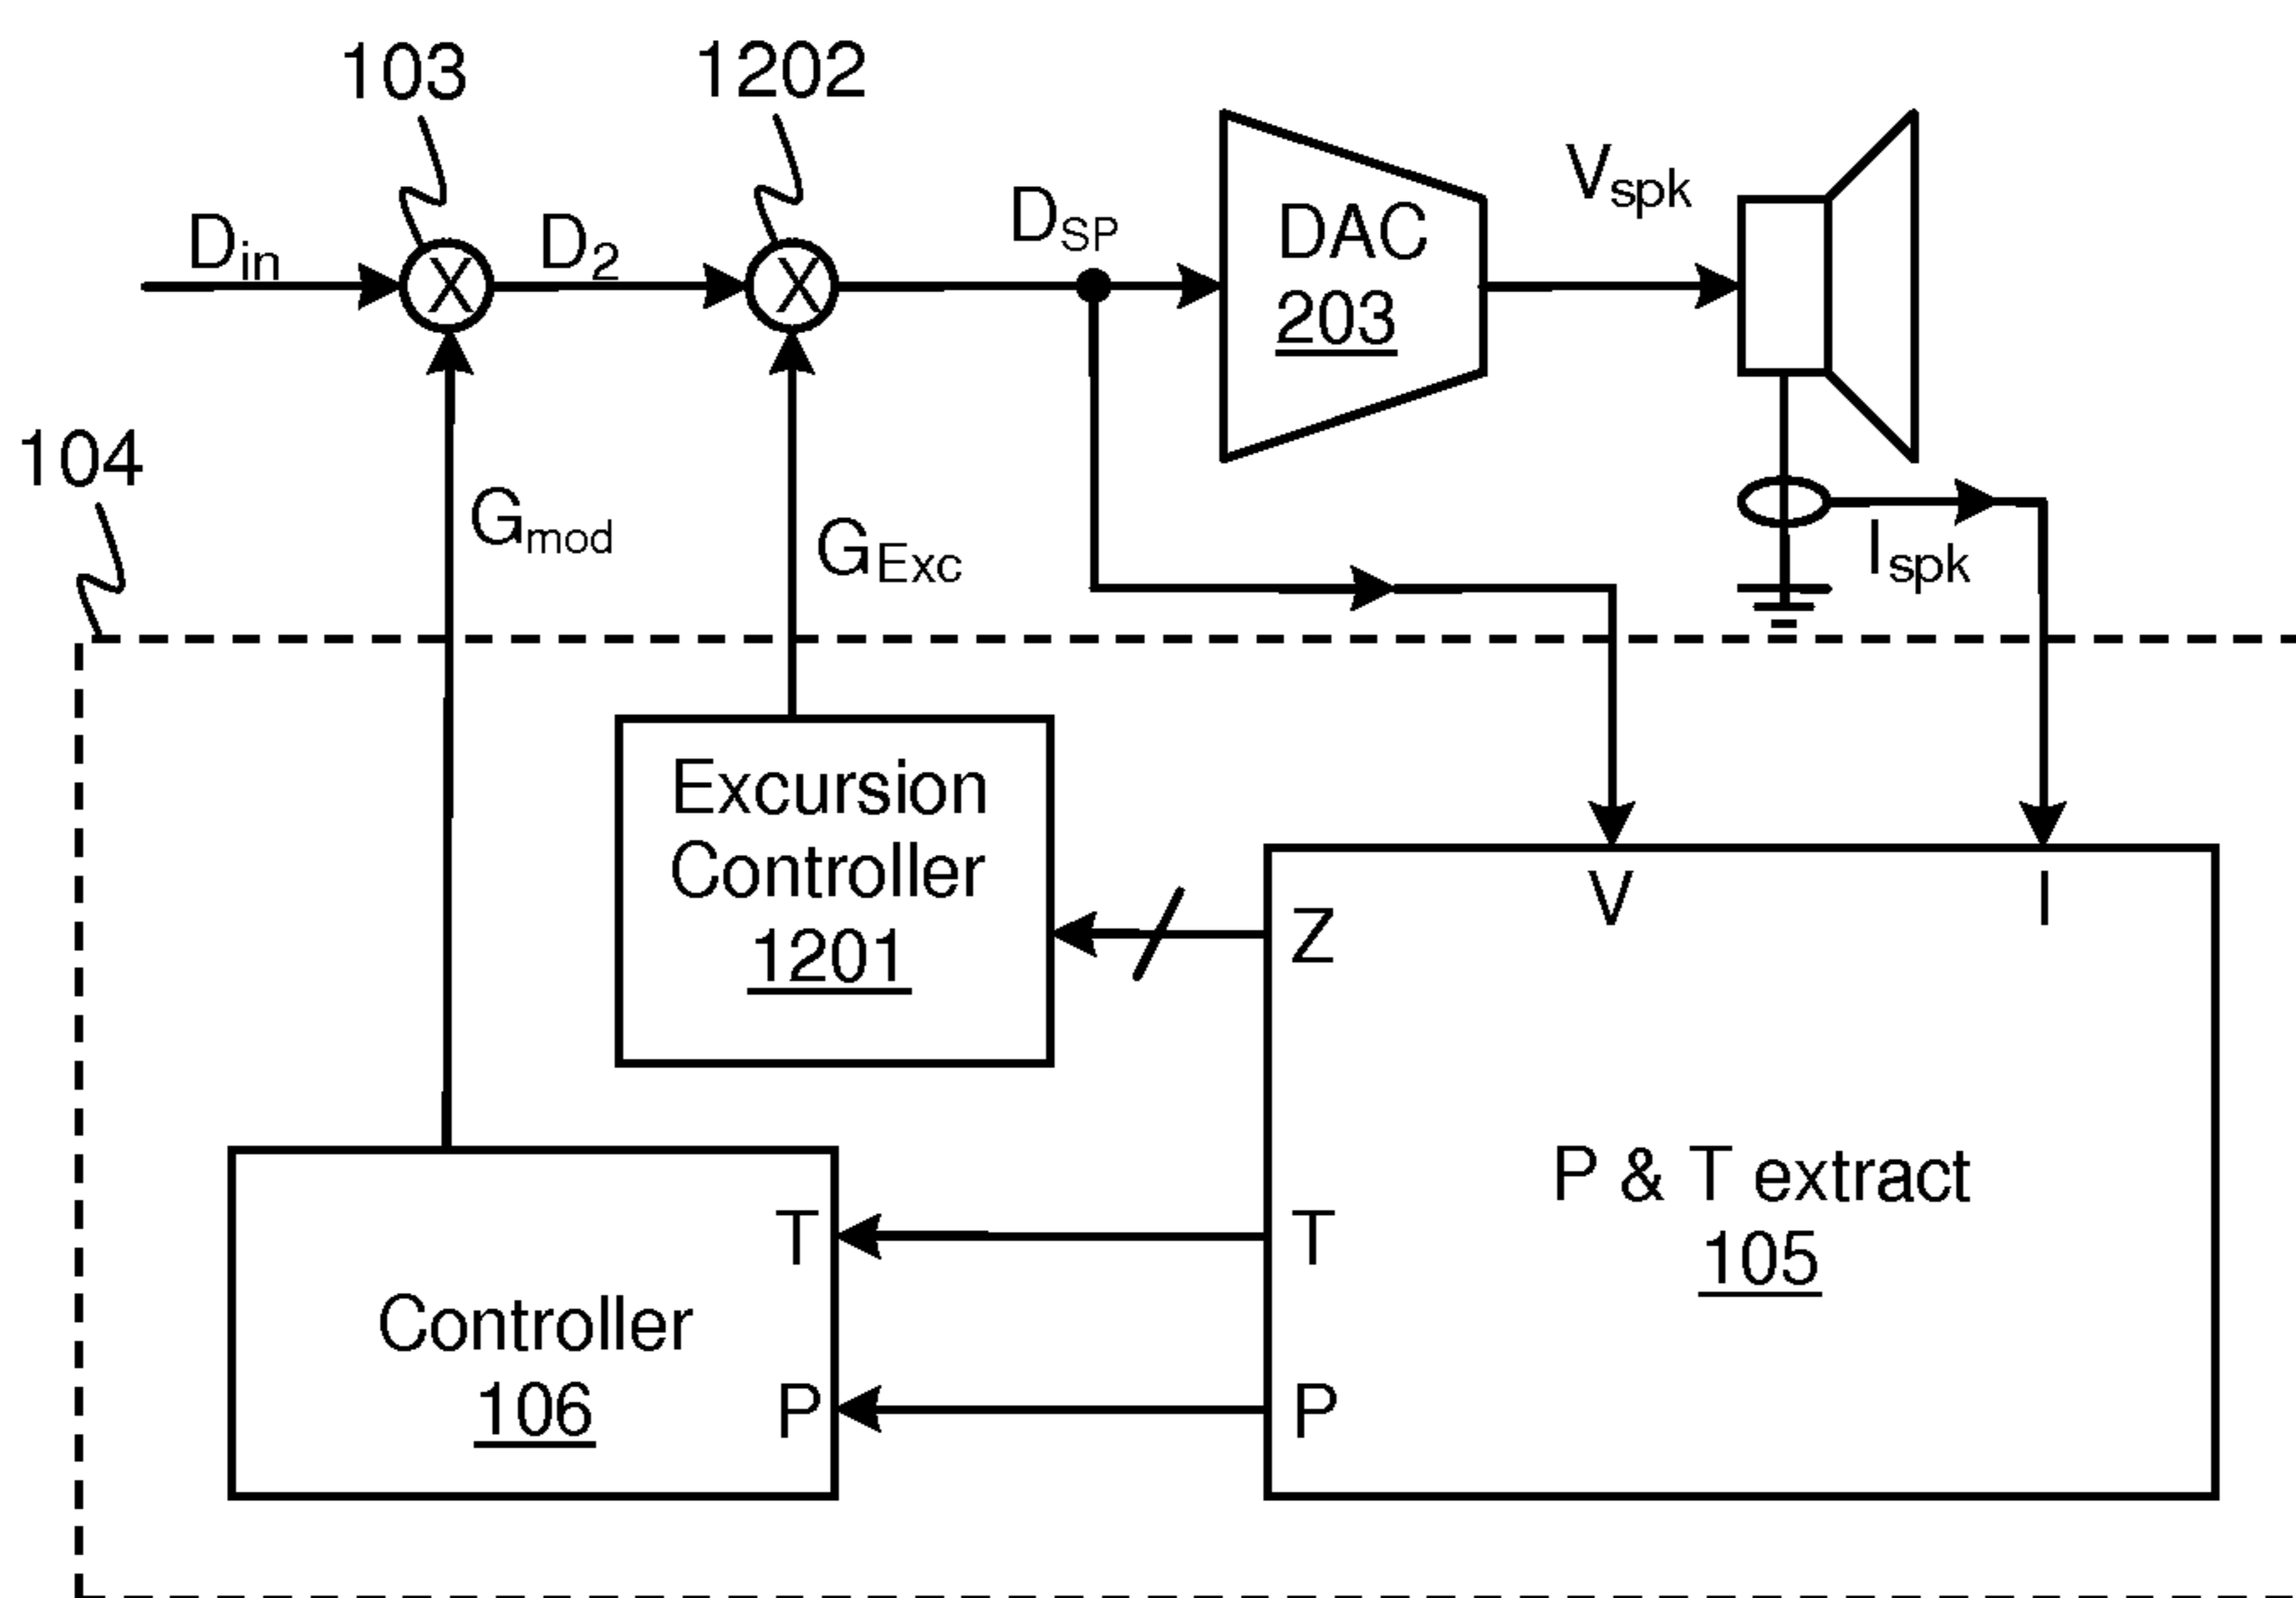 103
1202
Din
D2
DSP
DAC
203
Vspk
X
X
104
Gmod
GExc
Ispk
Excursion
Controller
1201
Z
V
I
P & T extract
105
T
T
Controller
106
P
P